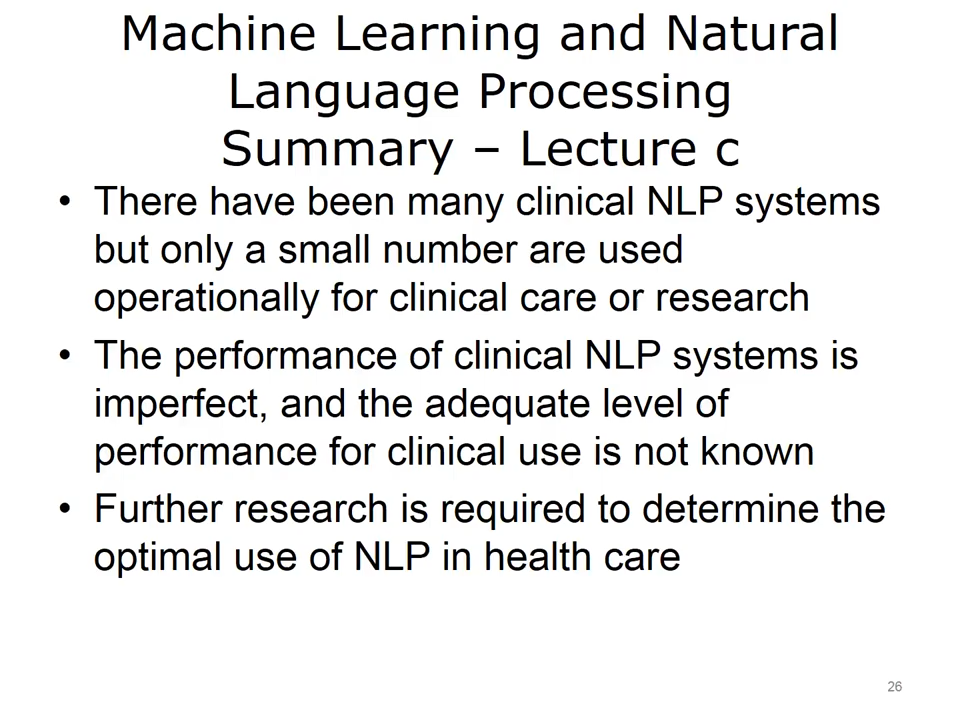 Machine Learning and Natural
Language Processing
Summary – Lecture c
• There have been many clinical NLP systems
but only a small number are used
operationally for clinical care or research
• The performance of clinical NLP systems is
imperfect, and the adequate level of
performance for clinical use is not known
• Further research is required to determine the
optimal use of NLP in health care
26